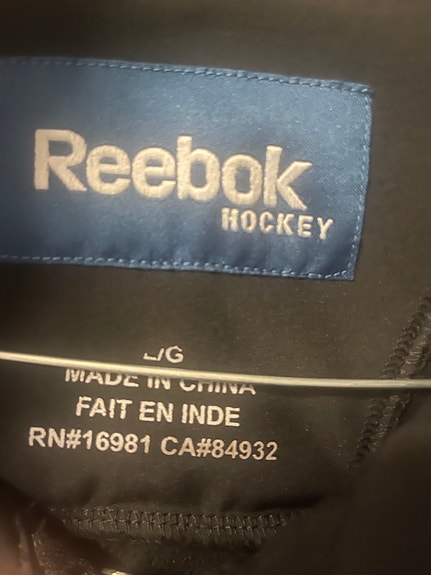 Reebok
HOCKEY
L/G
MADE IN CHINA
FAIT EN INDE
RN#16981 CA#84932